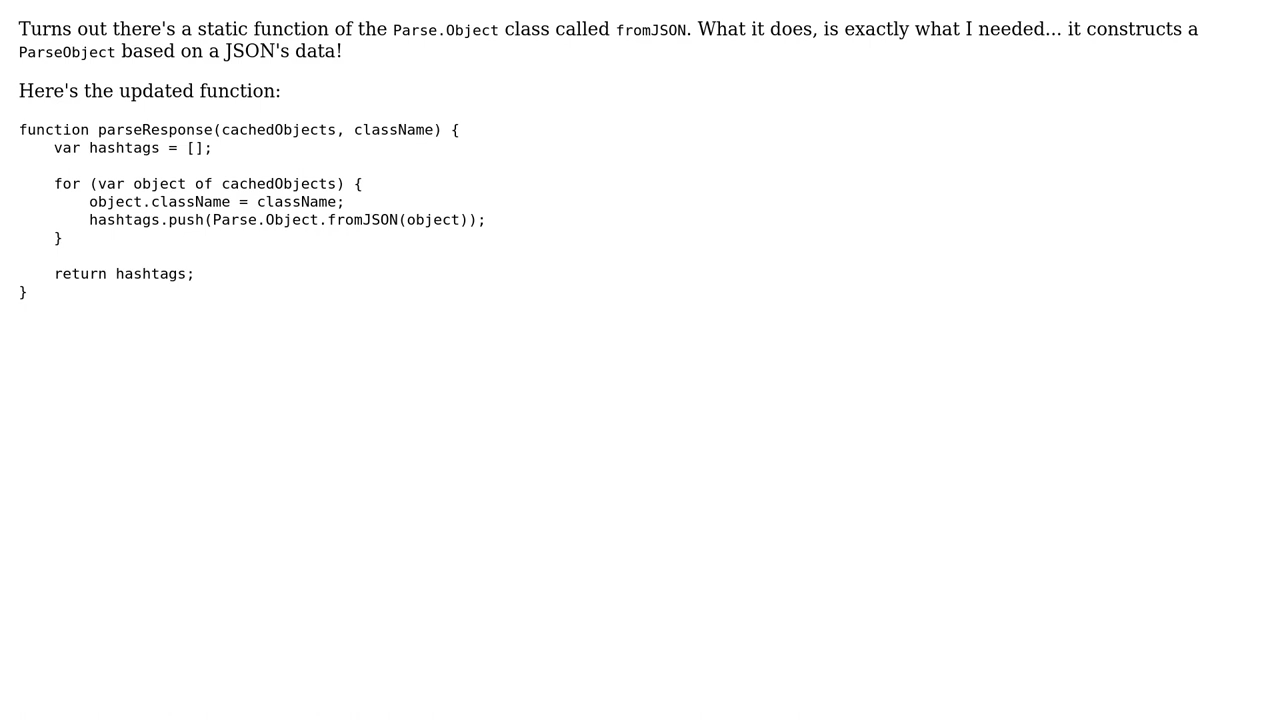 Turns out there's a static function of the Parse.Object class called fromJSON. What it does, is exactly what I needed... it constructs a
ParseObject based on a JSON's data!
Here's the updated function:
function parseResponse(cachedObjects, className) {
    var hashtags = [];
    for (var object of cachedObjects) {
        object.className = className;
        hashtags.push(Parse.Object.fromJSON(object));
    }
    return hashtags;
}